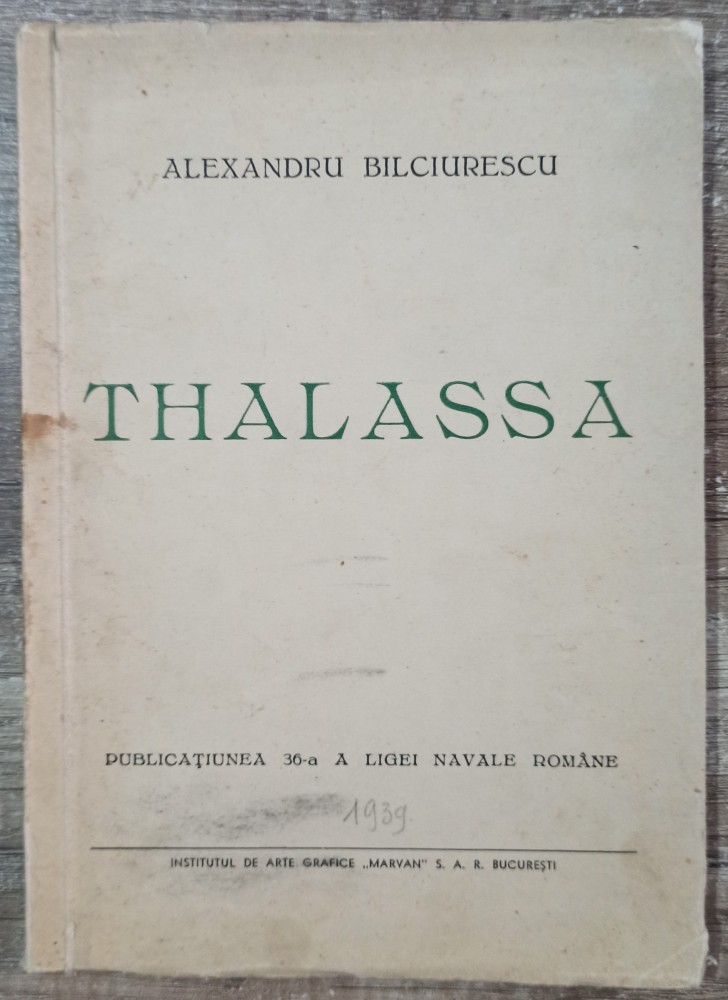 ALEXANDRU BILCIURESCU
THALASSA
PUBLICAŢIUNEA 36-a A LIGEI NAVALE ROMÂNE
1939.
INSTITUTUL DE ARTE GRAFICE „MARVAN" S. A. R. BUCUREŞTI